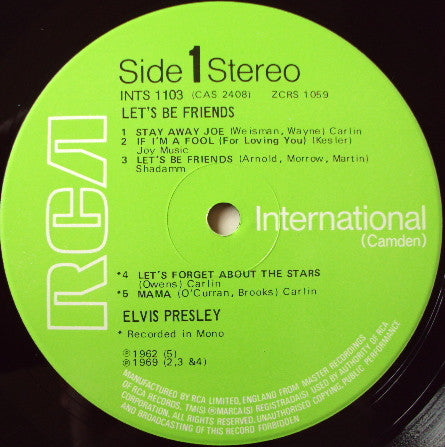 Side 1 Stereo
INTS 1103 (CAS 2408) ZCRS 1059
LET'S BE FRIENDS
1 STAY AWAY JOE (Weisman, Wayne) Carlin
2 IF I'M A FOOL (For Loving You) (Kesler)
Joy Music
3 LET'S BE FRIENDS (Arnold, Morrow, Martin)
Shadamm
RCA
International
(Camden)
*4 LET'S FORGET ABOUT THE STARS
(Owens) Carlin
*5 MAMA (O'Curran, Brooks) Carlin
ELVIS PRESLEY
* Recorded in Mono
℗ 1962 (5)
℗ 1969 (2,3 &4)
MANUFACTURED BY RCA LIMITED, ENGLAND FROM MASTER RECORDINGS
OF RCA RECORDS. TM(S) ® MARCA(S) REGISTRADA(S) USED BY AUTHORITY OF RCA
CORPORATION. ALL RIGHTS RESERVED. UNAUTHORISED COPYING PUBLIC PERFORMANCE
AND BROADCASTING OF THIS RECORD PROHIBITED.